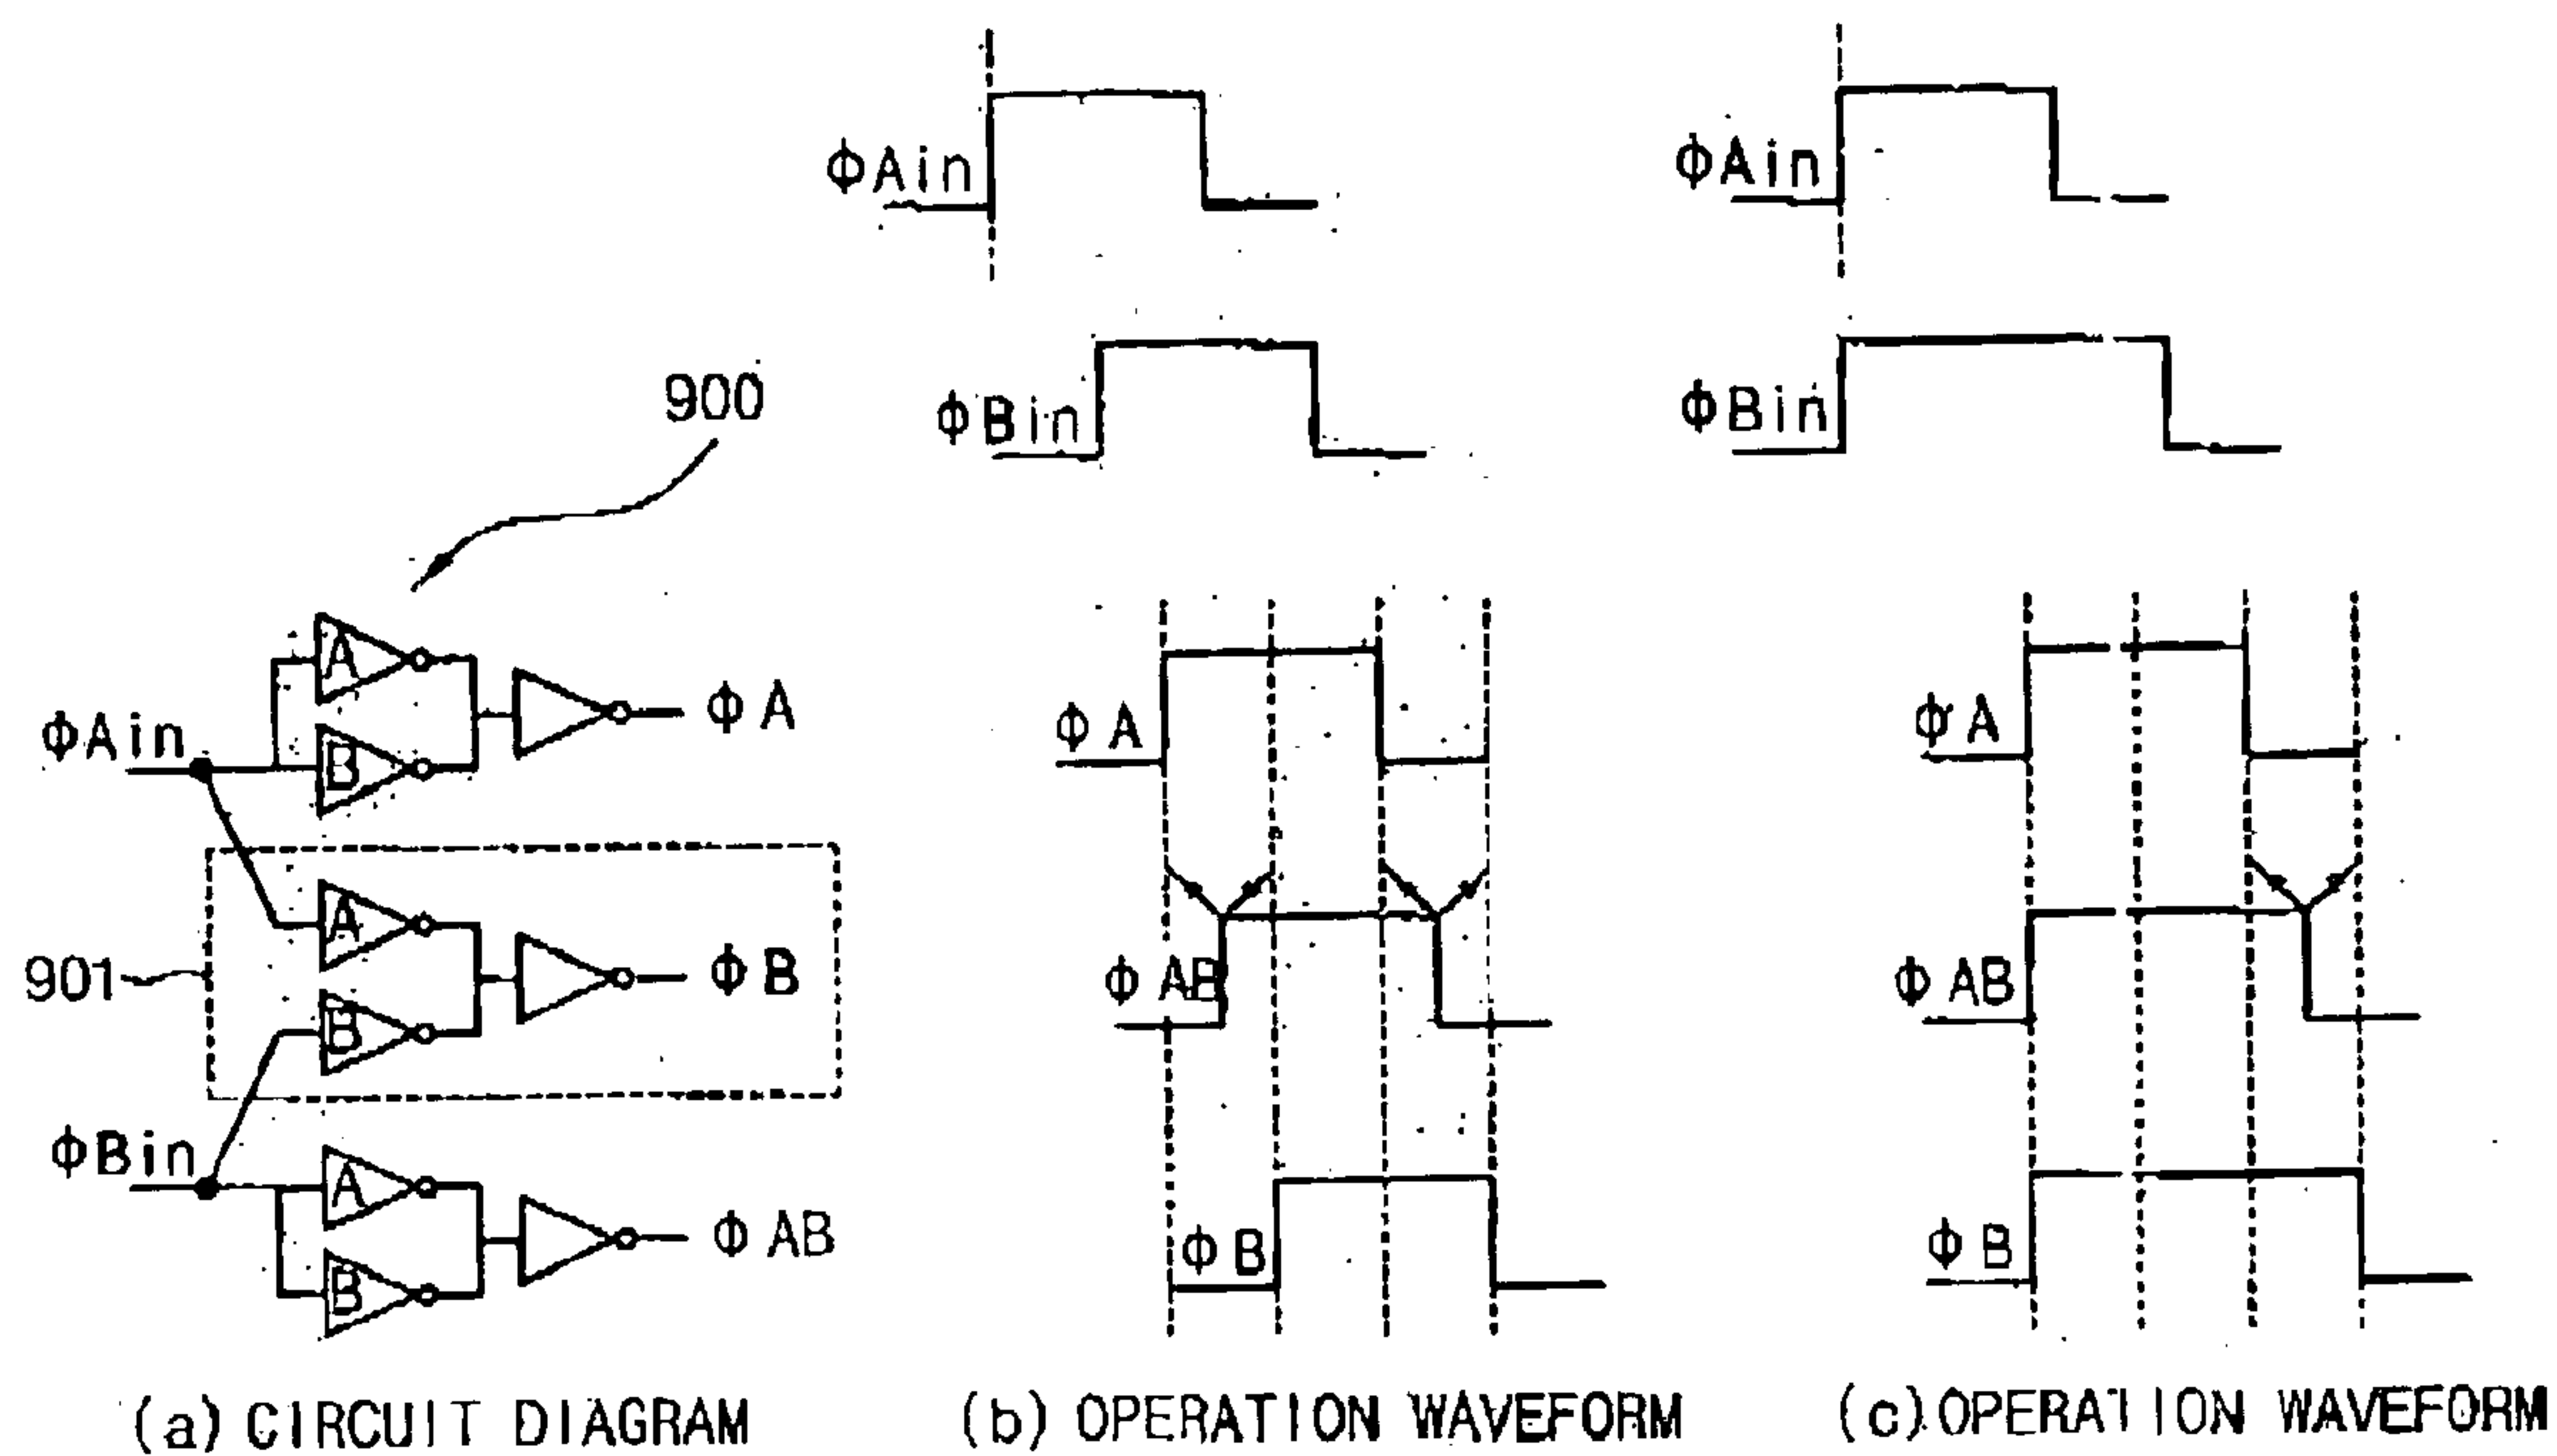 900
ΦAin
A
B
ΦA
901
A
B
ΦB
ΦBin
A
B
ΦAB
(a) CIRCUIT DIAGRAM
ΦAin
ΦBin
ΦA
ΦAB
ΦB
(b) OPERATION WAVEFORM
ΦAin
ΦBin
ΦA
ΦAB
ΦB
(c) OPERATION WAVEFORM